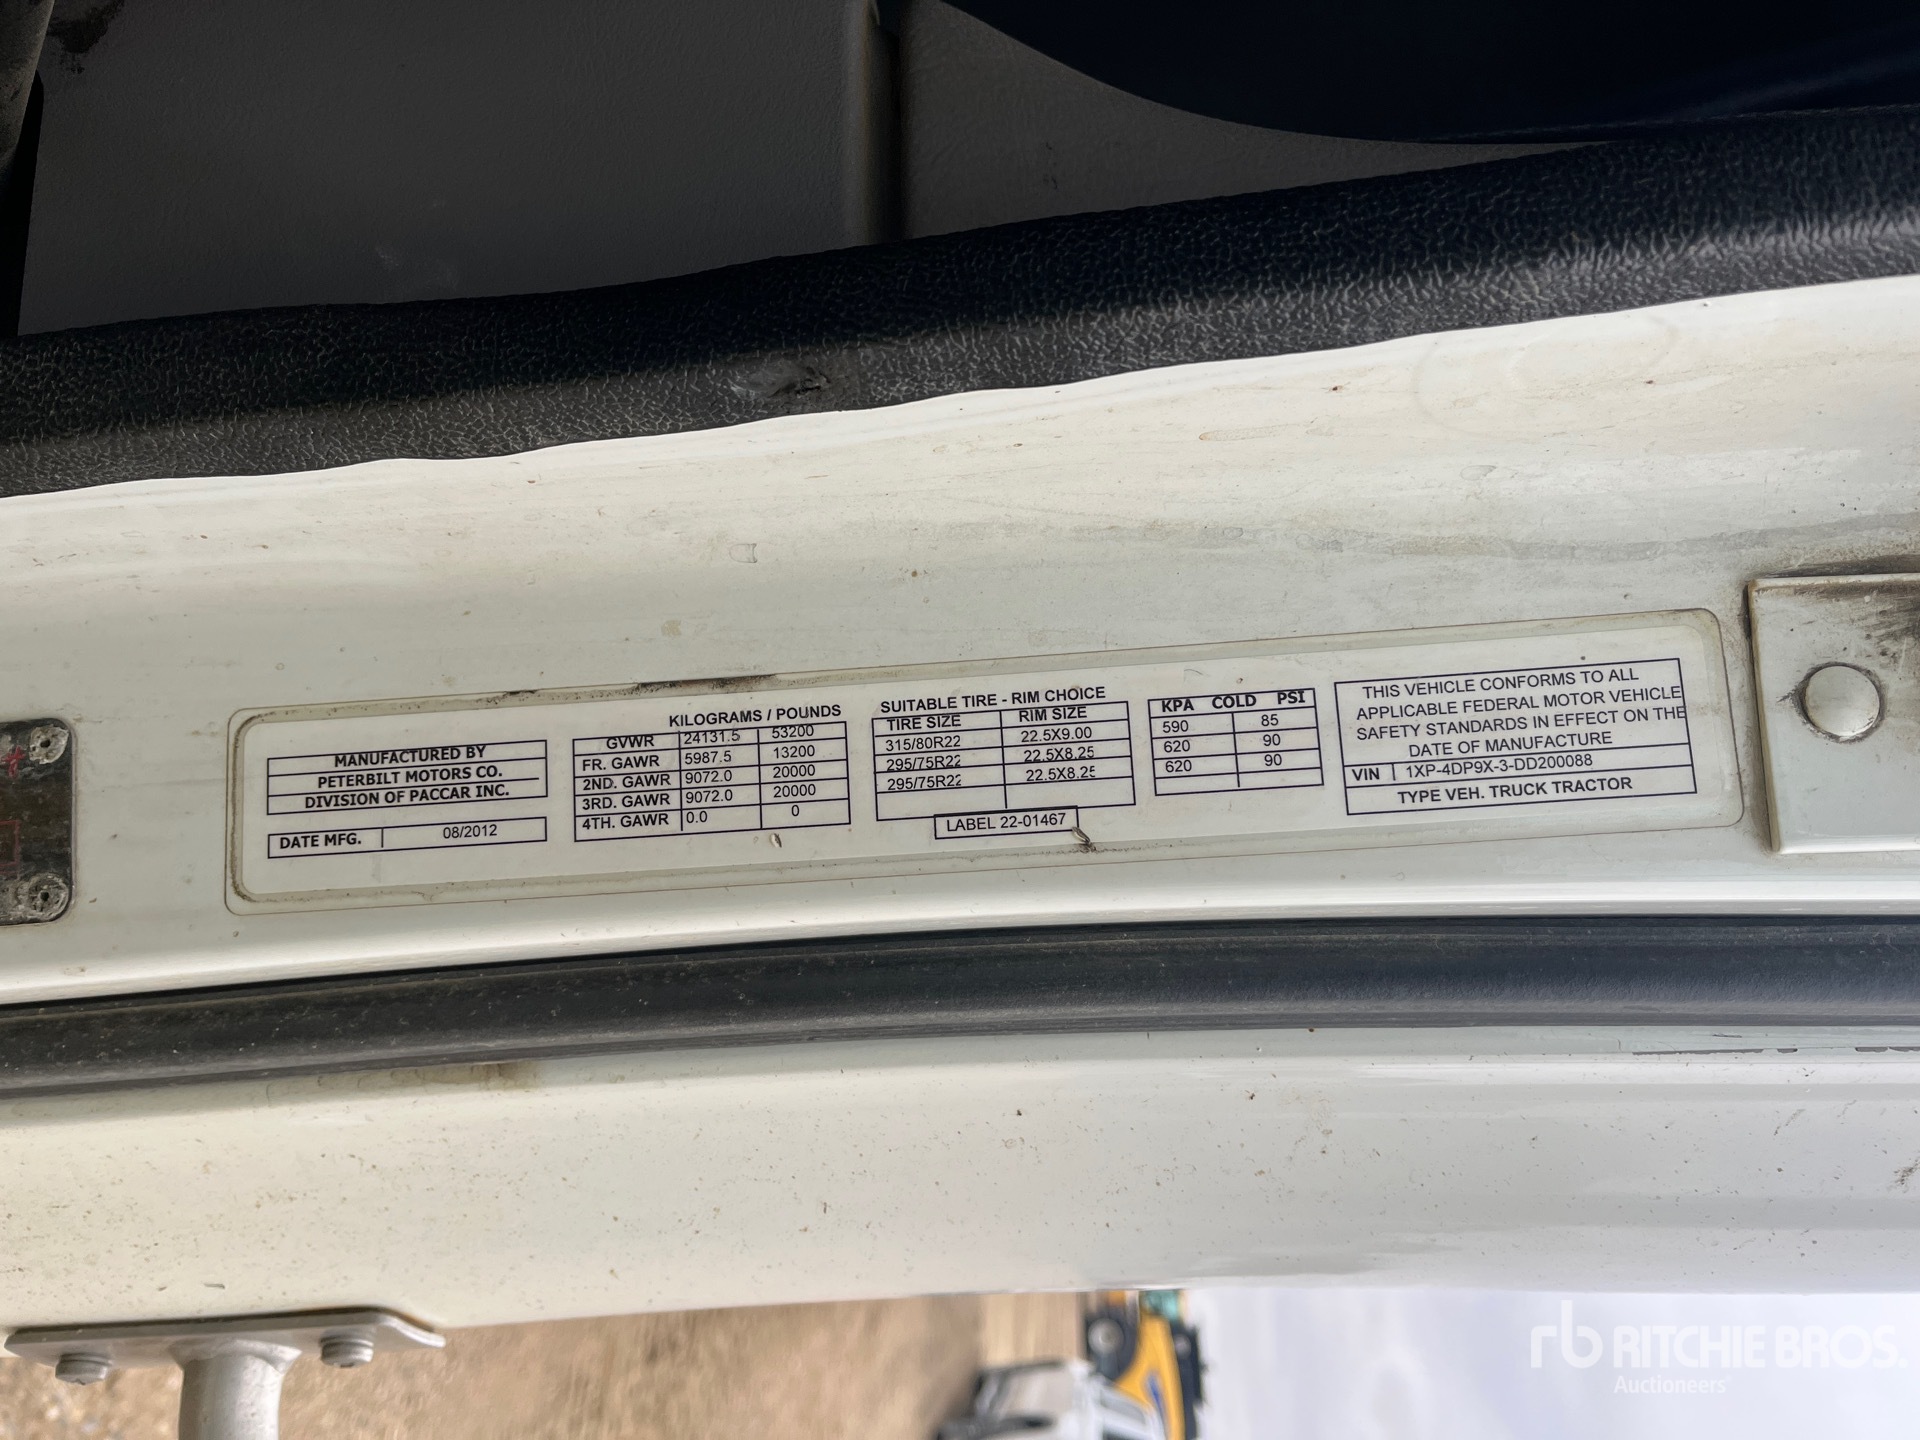 MANUFACTURED BY
PETERBILT MOTORS CO.
DIVISION OF PACCAR INC.
DATE MFG. 08/2012
KILOGRAMS / POUNDS
GVWR 24131.5 53200
FR. GAWR 5987.5 13200
2ND. GAWR 9072.0 20000
3RD. GAWR 9072.0 20000
4TH. GAWR 0.0 0
SUITABLE TIRE - RIM CHOICE
TIRE SIZE RIM SIZE
315/80R22 22.5X9.00
295/75R22 22.5X8.25
295/75R22 22.5X8.25
LABEL 22-01467
KPA COLD PSI
590 85
620 90
620 90
THIS VEHICLE CONFORMS TO ALL
APPLICABLE FEDERAL MOTOR VEHICLE
SAFETY STANDARDS IN EFFECT ON THE
DATE OF MANUFACTURE
VIN 1XP-4DP9X-3-DD200088
TYPE VEH. TRUCK TRACTOR
rb RITCHIE BROS.
Auctioneers